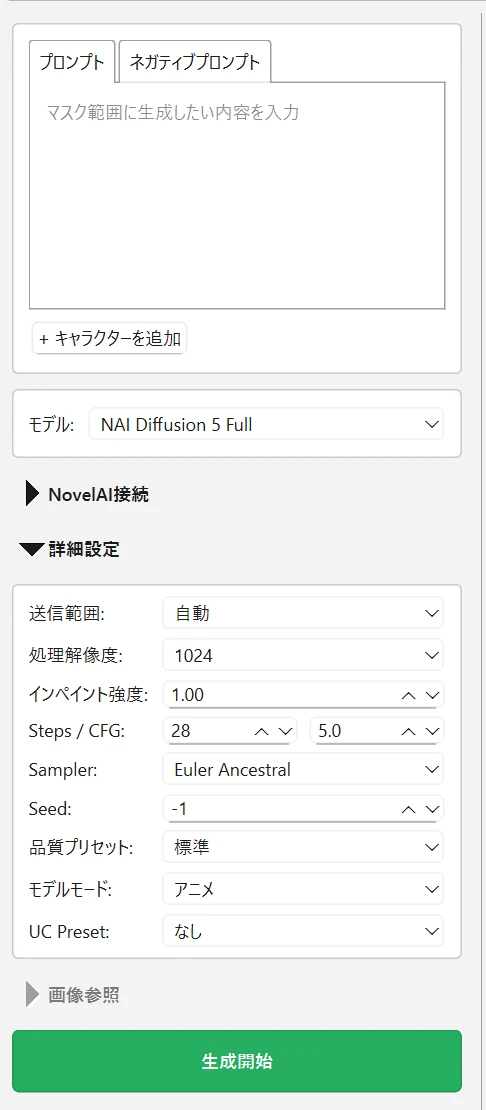 プロンプト ネガティブプロンプト
マスク範囲に生成したい内容を入力
+ キャラクターを追加
モデル: NAI Diffusion 5 Full
NovelAI接続
詳細設定
送信範囲: 自動
処理解像度: 1024
インペイント強度: 1.00
Steps / CFG: 28 5.0
Sampler: Euler Ancestral
Seed: -1
品質プリセット: 標準
モデルモード: アニメ
UC Preset: なし
画像参照
生成開始